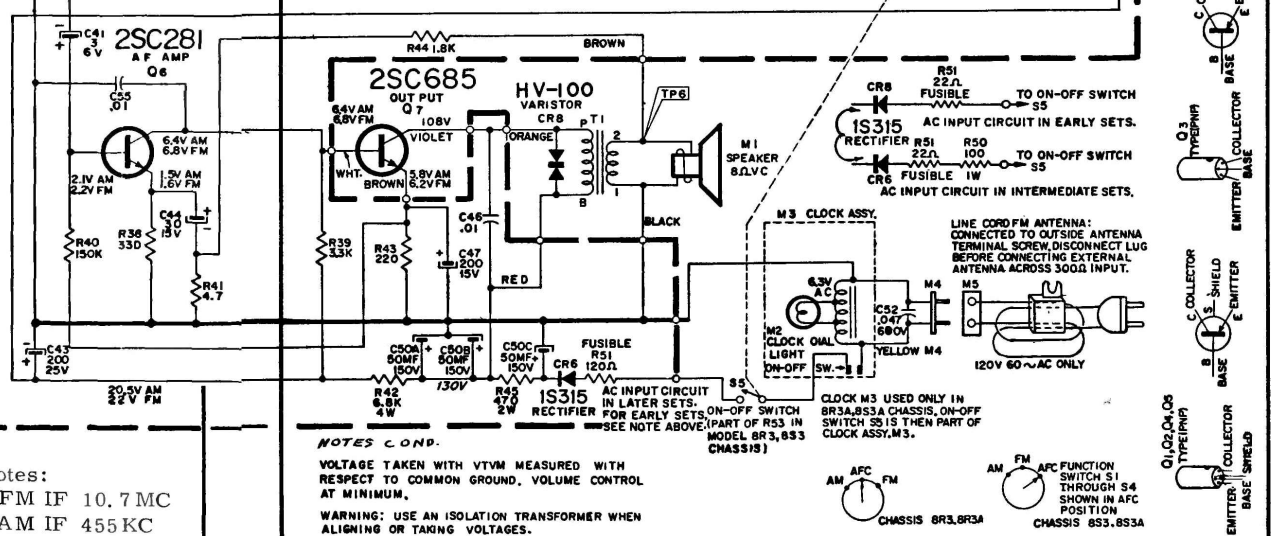 C41
3
6V
2SC281
AF AMP
Q6
C55
.01
6.4V AM
6.8V FM
2.1V AM
2.2V FM
1.5V AM
1.6V FM
C44
30
15V
R40
150K
R38
330
R41
4.7
C43
200
25V
20.5V AM
22V FM
R44 1.8K
BROWN
2SC685
OUTPUT
Q7
6.4V AM
6.8V FM
108V
VIOLET
WHT.
BROWN
5.8V AM
6.2V FM
HV-100
VARISTOR
CR8
ORANGE
P
T1
2
1
B
TP6
M1
SPEAKER
8Ω VC
BLACK
R39
3.3K
R43
220
C47
200
15V
C46
.01
RED
C50A
50MF
150V
C50B
50MF
150V
130V
C50C
50MF
150V
R42
6.8K
4W
R45
470
2W
CR6
1S315
RECTIFIER
FUSIBLE
R51
120Ω
AC INPUT CIRCUIT
IN LATER SETS.
FOR EARLY SETS,
SEE NOTE ABOVE.
S5
ON-OFF SWITCH
(PART OF R53 IN
MODEL 8R3, 8S3
CHASSIS)
CR8
R51
22Ω
FUSIBLE
TO ON-OFF SWITCH
S5
AC INPUT CIRCUIT IN EARLY SETS.
1S315
RECTIFIER
CR6
R51
22Ω
FUSIBLE
R50
100
1W
TO ON-OFF SWITCH
S5
AC INPUT CIRCUIT IN INTERMEDIATE SETS.
M3 CLOCK ASSY.
6.3V
AC
M2
CLOCK DIAL
LIGHT
ON-OFF SW.
C52
.047
600V
M4
YELLOW M4
M5
LINE CORD FM ANTENNA:
CONNECTED TO OUTSIDE ANTENNA
TERMINAL SCREW, DISCONNECT LUG
BEFORE CONNECTING EXTERNAL
ANTENNA ACROSS 300Ω INPUT.
120V 60~AC ONLY
CLOCK M3 USED ONLY IN
8R3A,8S3A CHASSIS. ON-OFF
SWITCH S5 IS THEN PART OF
CLOCK ASSY. M3.
NOTES COND.
VOLTAGE TAKEN WITH VTVM MEASURED WITH
RESPECT TO COMMON GROUND. VOLUME CONTROL
AT MINIMUM.
WARNING: USE AN ISOLATION TRANSFORMER WHEN
ALIGNING OR TAKING VOLTAGES.
otes:
FM IF 10.7 MC
AM IF 455 KC
AM
AFC
FM
CHASSIS 8R3,8R3A
AM
FM
AFC
FUNCTION
SWITCH S1
THROUGH S4
SHOWN IN AFC
POSITION
CHASSIS 8S3,8S3A
C
E
B
BASE
Q3
TYPE(PNP)
COLLECTOR
BASE
EMITTER
C COLLECTOR
S SHIELD
E EMITTER
B
BASE
Q1,Q2,Q4,Q5
TYPE(PNP)
COLLECTOR
SHIELD
BASE
EMITTER